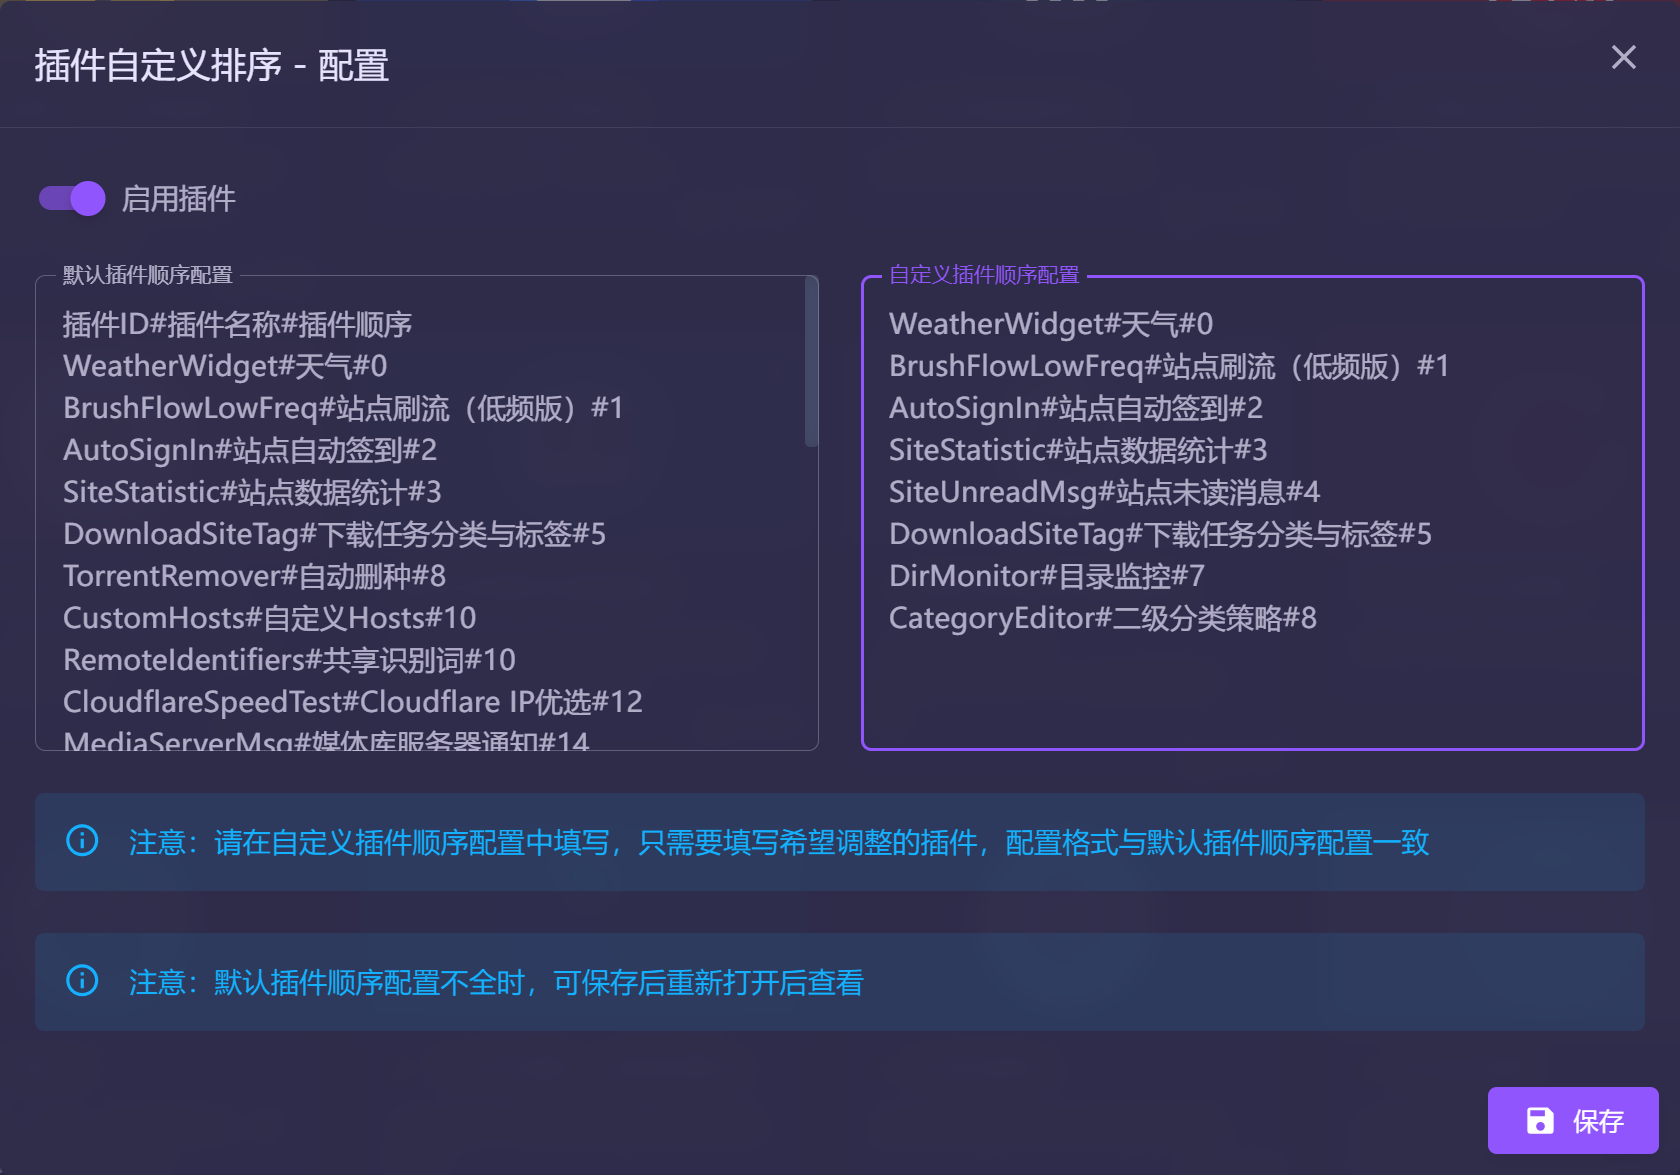 插件自定义排序 - 配置
启用插件
默认插件顺序配置
插件ID#插件名称#插件顺序
WeatherWidget#天气#0
BrushFlowLowFreq#站点刷流（低频版）#1
AutoSignIn#站点自动签到#2
SiteStatistic#站点数据统计#3
DownloadSiteTag#下载任务分类与标签#5
TorrentRemover#自动删种#8
CustomHosts#自定义Hosts#10
RemoteIdentifiers#共享识别词#10
CloudflareSpeedTest#Cloudflare IP优选#12
MediaServerMsg#媒体库服务器通知#14
自定义插件顺序配置
WeatherWidget#天气#0
BrushFlowLowFreq#站点刷流（低频版）#1
AutoSignIn#站点自动签到#2
SiteStatistic#站点数据统计#3
SiteUnreadMsg#站点未读消息#4
DownloadSiteTag#下载任务分类与标签#5
DirMonitor#目录监控#7
CategoryEditor#二级分类策略#8
注意：请在自定义插件顺序配置中填写，只需要填写希望调整的插件，配置格式与默认插件顺序配置一致
注意：默认插件顺序配置不全时，可保存后重新打开后查看
保存